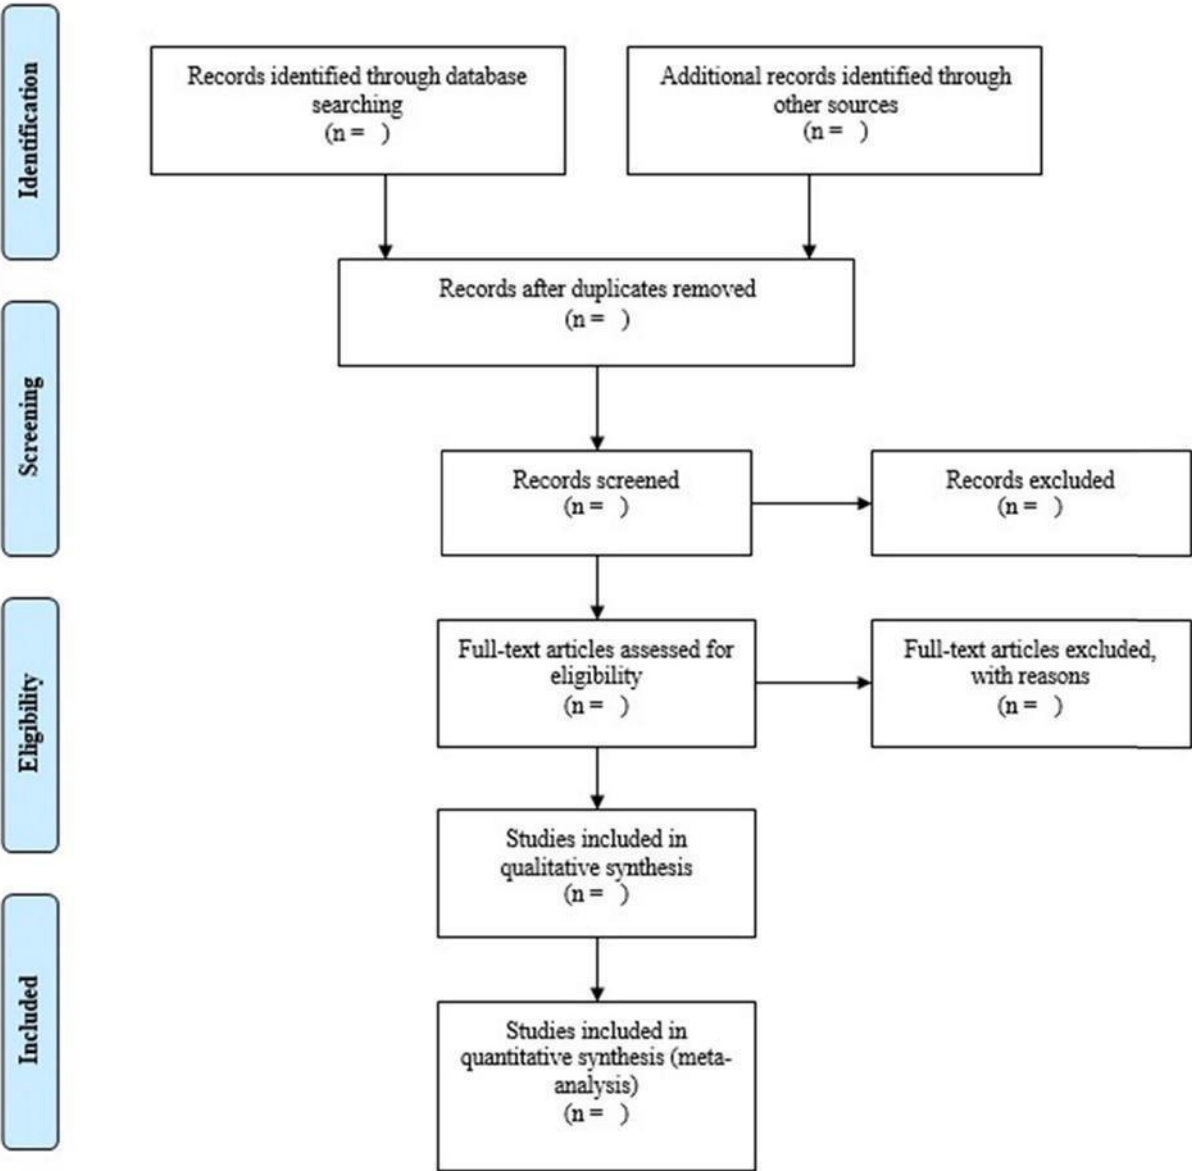 Identification
Records identified through database
searching
(n =   )
Additional records identified through
other sources
(n =   )
Records after duplicates removed
(n =   )
Screening
Records screened
(n =   )
Records excluded
(n =   )
Eligibility
Full-text articles assessed for
eligibility
(n =   )
Full-text articles excluded,
with reasons
(n =   )
Studies included in
qualitative synthesis
(n =   )
Included
Studies included in
quantitative synthesis (meta-
analysis)
(n =   )